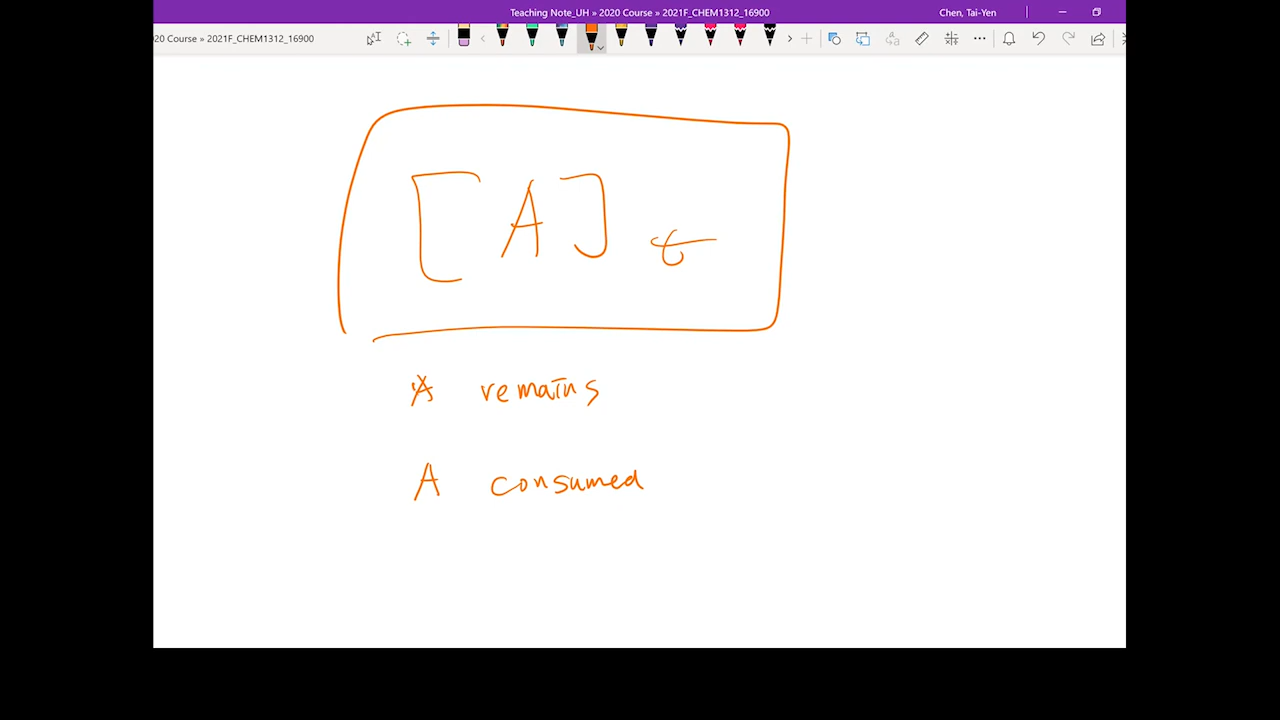 Teaching Note_UH » 2020 Course » 2021F_CHEM1312_16900
Chen, Tai-Yen
20 Course » 2021F_CHEM1312_16900
[A]t
A remains
A consumed